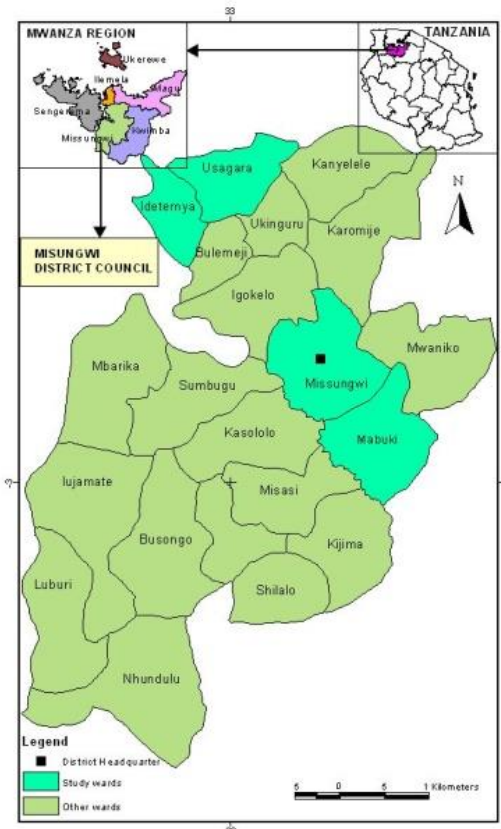 33
MWANZA REGION
TANZANIA
Ukerewe
Ilemela
Magu
Sengerema
Kwimba
Missungwi
MISUNGWI
DISTRICT COUNCIL
N
Usagara
Kanyelele
Ideternya
Ukinguru
Karomije
Bulemeji
Igokelo
Mwaniko
Mbarika
Missungwi
Sumbugu
Mabuki
Kasololo
-3
Iujamate
Misasi
Busongo
Kijima
Luburi
Shilalo
Nhundulu
Legend
District Headquarter
Study wards
Other wards
5 0 5 1 Kilometers